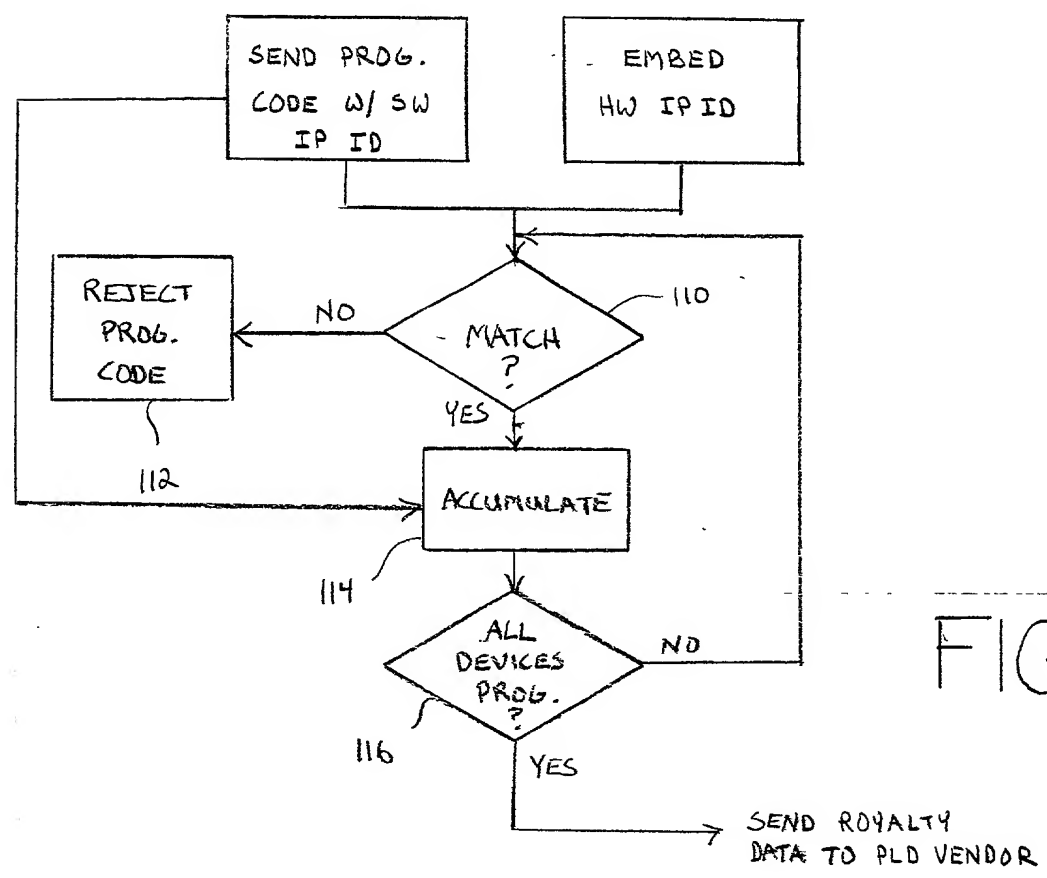 SEND PROG.
CODE W/ SW
IP ID
EMBED
HW IP ID
110
REJECT
PROG.
CODE
NO
MATCH
?
YES
112
ACCUMULATE
114
ALL
DEVICES
PROG.
?
NO
FIG
116
YES
SEND ROYALTY
DATA TO PLD VENDOR